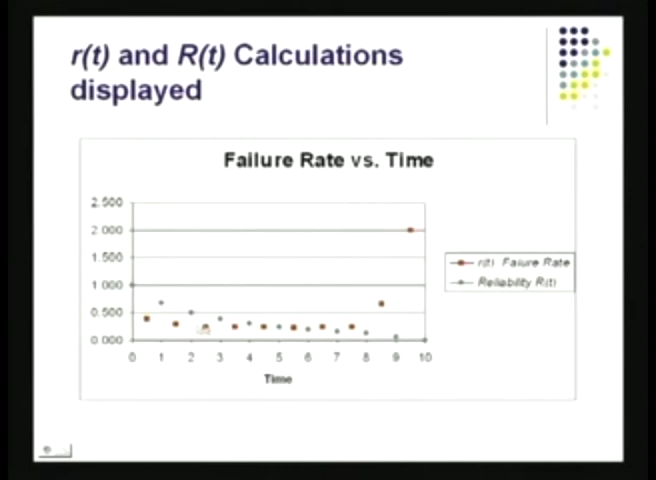 r(t) and R(t) Calculations
displayed
Failure Rate vs. Time
2.500
2.000
1.500
1.000
0.500
0.000
0 1 2 3 4 5 6 7 8 9 10
Time
r(t) Failure Rate
Reliability R(t)